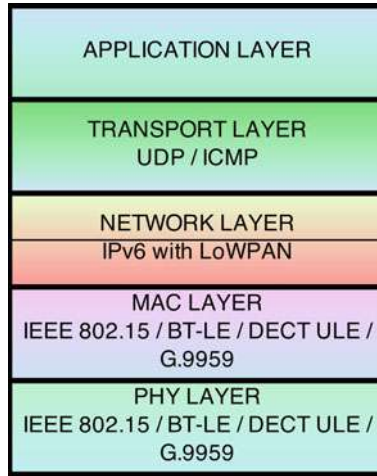 APPLICATION LAYER
TRANSPORT LAYER
UDP / ICMP
NETWORK LAYER
IPv6 with LoWPAN
MAC LAYER
IEEE 802.15 / BT-LE / DECT ULE /
G.9959
PHY LAYER
IEEE 802.15 / BT-LE / DECT ULE /
G.9959